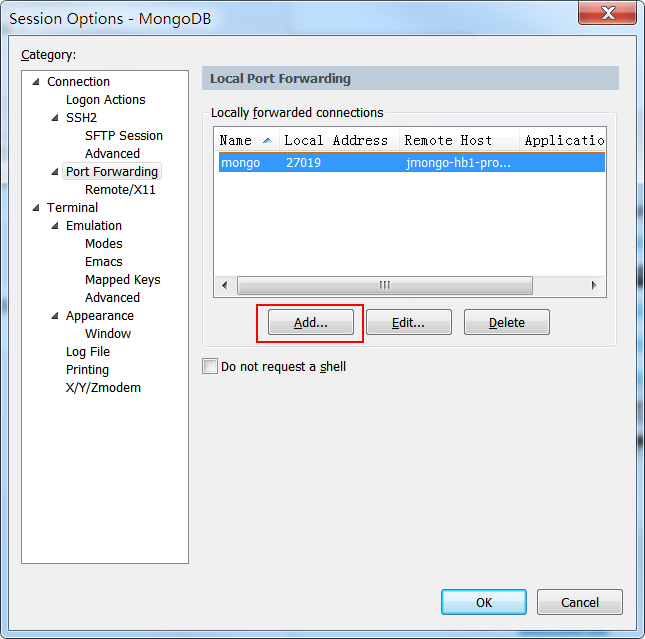 Session Options - MongoDB
Category:
Connection
Logon Actions
SSH2
SFTP Session
Advanced
Port Forwarding
Remote/X11
Terminal
Emulation
Modes
Emacs
Mapped Keys
Advanced
Appearance
Window
Log File
Printing
X/Y/Zmodem
Local Port Forwarding
Locally forwarded connections
Name Local Address Remote Host Applicatio
mongo 27019 jmongo-hb1-pro...
Add... Edit... Delete
Do not request a shell
OK Cancel